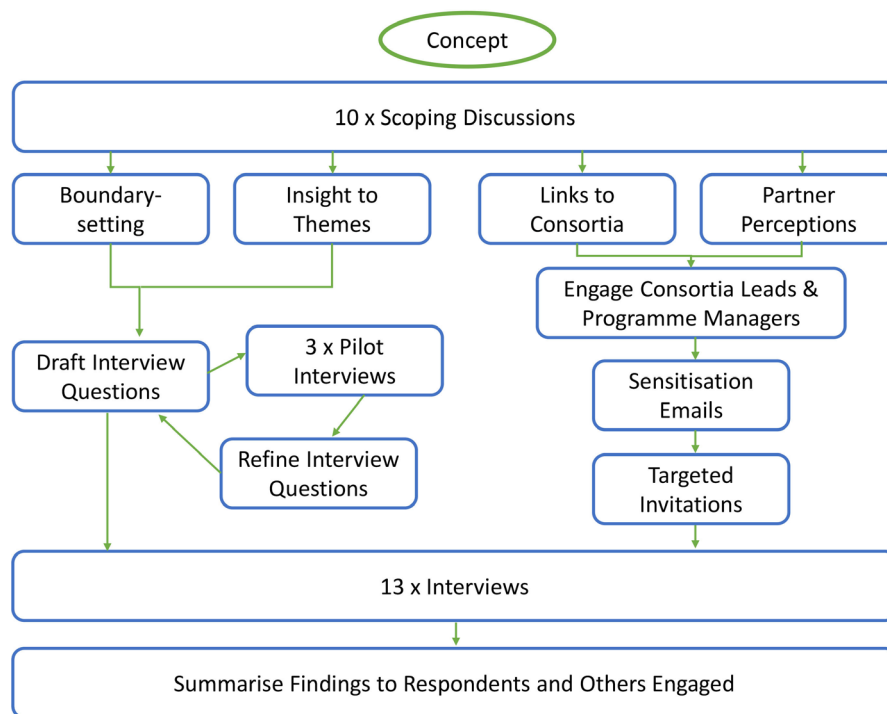 Concept
10 x Scoping Discussions
Boundary-
setting
Insight to
Themes
Links to
Consortia
Partner
Perceptions
Engage Consortia Leads &
Programme Managers
Draft Interview
Questions
3 x Pilot
Interviews
Sensitisation
Emails
Refine Interview
Questions
Targeted
Invitations
13 x Interviews
Summarise Findings to Respondents and Others Engaged